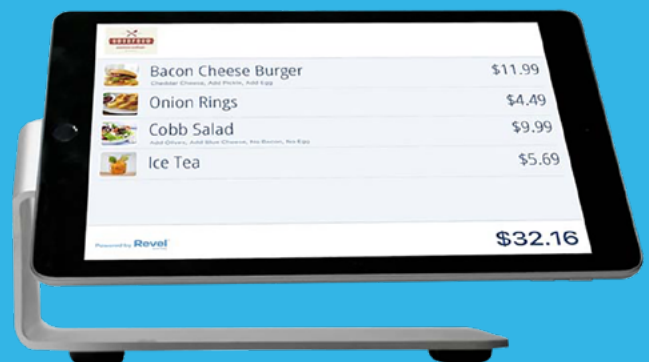 Bacon Cheese Burger $11.99
Cheddar Cheese, Add Pickle, Add Egg
Onion Rings $4.49
Cobb Salad $9.99
Add Olives, Add Blue Cheese, No Bacon, No Egg
Ice Tea $5.69
Powered by Revel $32.16